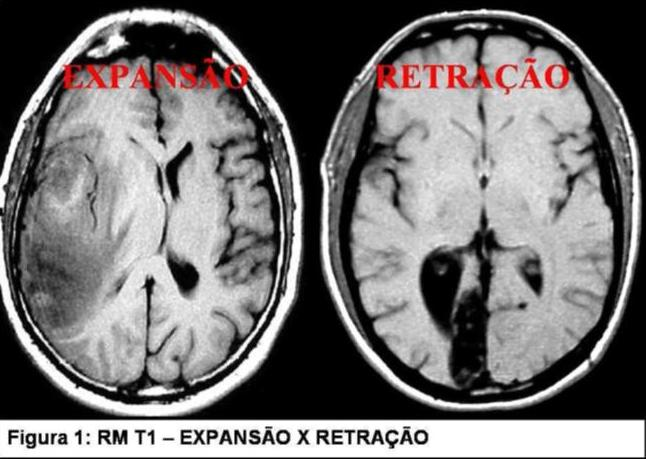 EXPANSÃO
RETRAÇÃO
Figura 1: RM T1 – EXPANSÃO X RETRAÇÃO